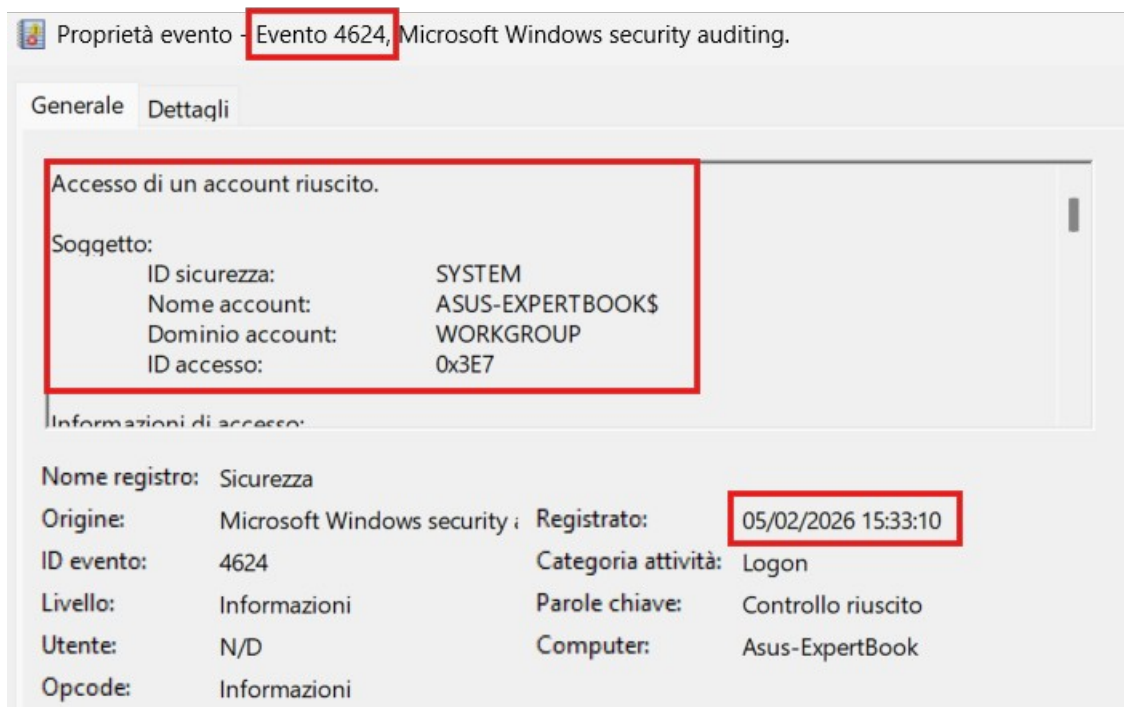 Proprietà evento - Evento 4624, Microsoft Windows security auditing.
Generale Dettagli
Accesso di un account riuscito.
Soggetto:
ID sicurezza: SYSTEM
Nome account: ASUS-EXPERTBOOK$
Dominio account: WORKGROUP
ID accesso: 0x3E7
Informazioni di accesso:
Nome registro: Sicurezza
Origine: Microsoft Windows security Registrato: 05/02/2026 15:33:10
ID evento: 4624 Categoria attività: Logon
Livello: Informazioni Parole chiave: Controllo riuscito
Utente: N/D Computer: Asus-ExpertBook
Opcode: Informazioni